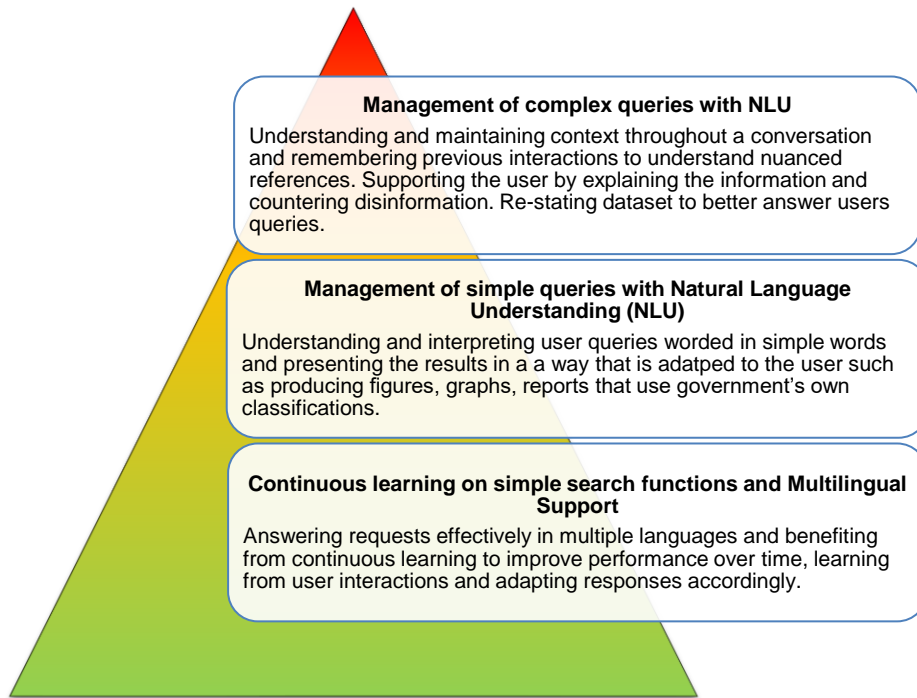 Management of complex queries with NLU
Understanding and maintaining context throughout a conversation
and remembering previous interactions to understand nuanced
references. Supporting the user by explaining the information and
countering disinformation. Re-stating dataset to better answer users
queries.
Management of simple queries with Natural Language
Understanding (NLU)
Understanding and interpreting user queries worded in simple words
and presenting the results in a a way that is adatped to the user such
as producing figures, graphs, reports that use government’s own
classifications.
Continuous learning on simple search functions and Multilingual
Support
Answering requests effectively in multiple languages and benefiting
from continuous learning to improve performance over time, learning
from user interactions and adapting responses accordingly.